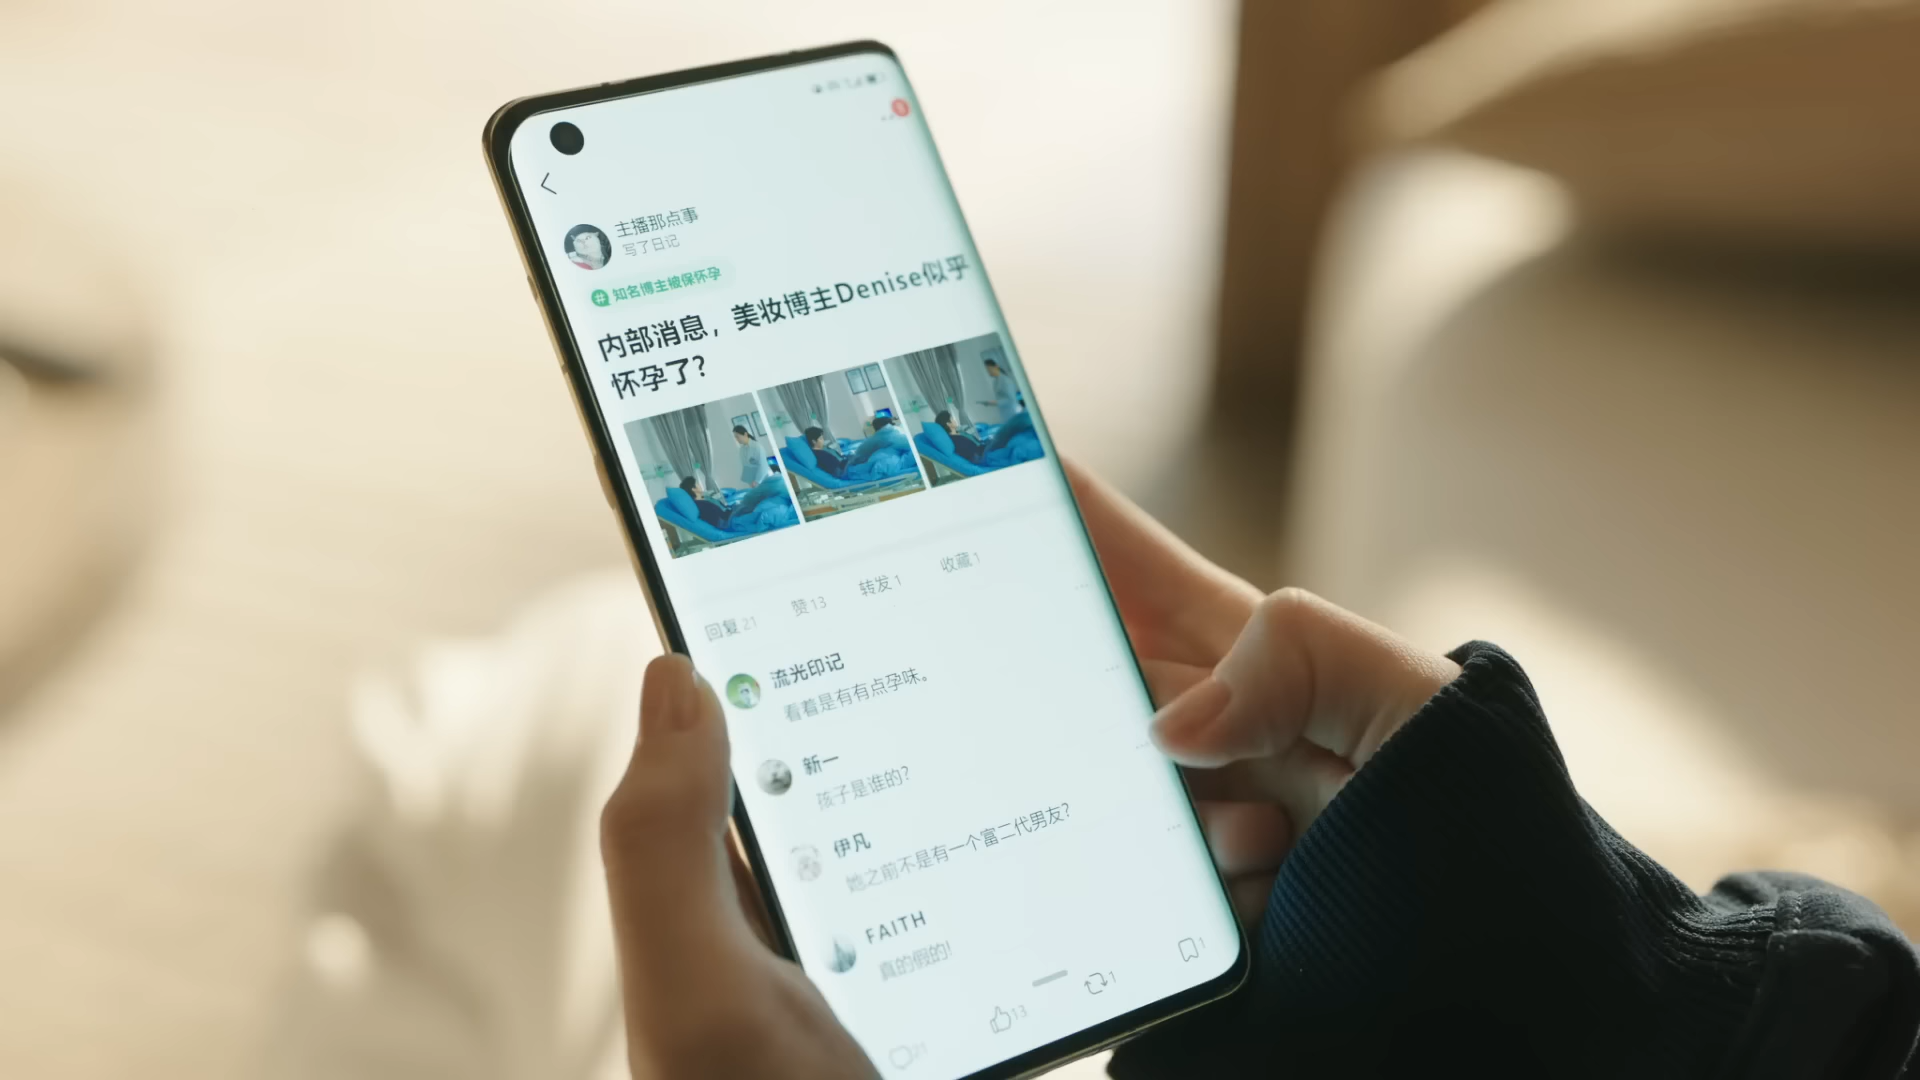 主播那点事
写了日记
# 知名博主被保怀孕
内部消息，美妆博主Denise似乎
怀孕了？
回复 21 赞 13 转发 1 收藏 1
流光印记
看着是有有点孕味。
新一
孩子是谁的？
伊凡
她之前不是有一个富二代男友？
FAITH
真的假的！
21 13 1 1